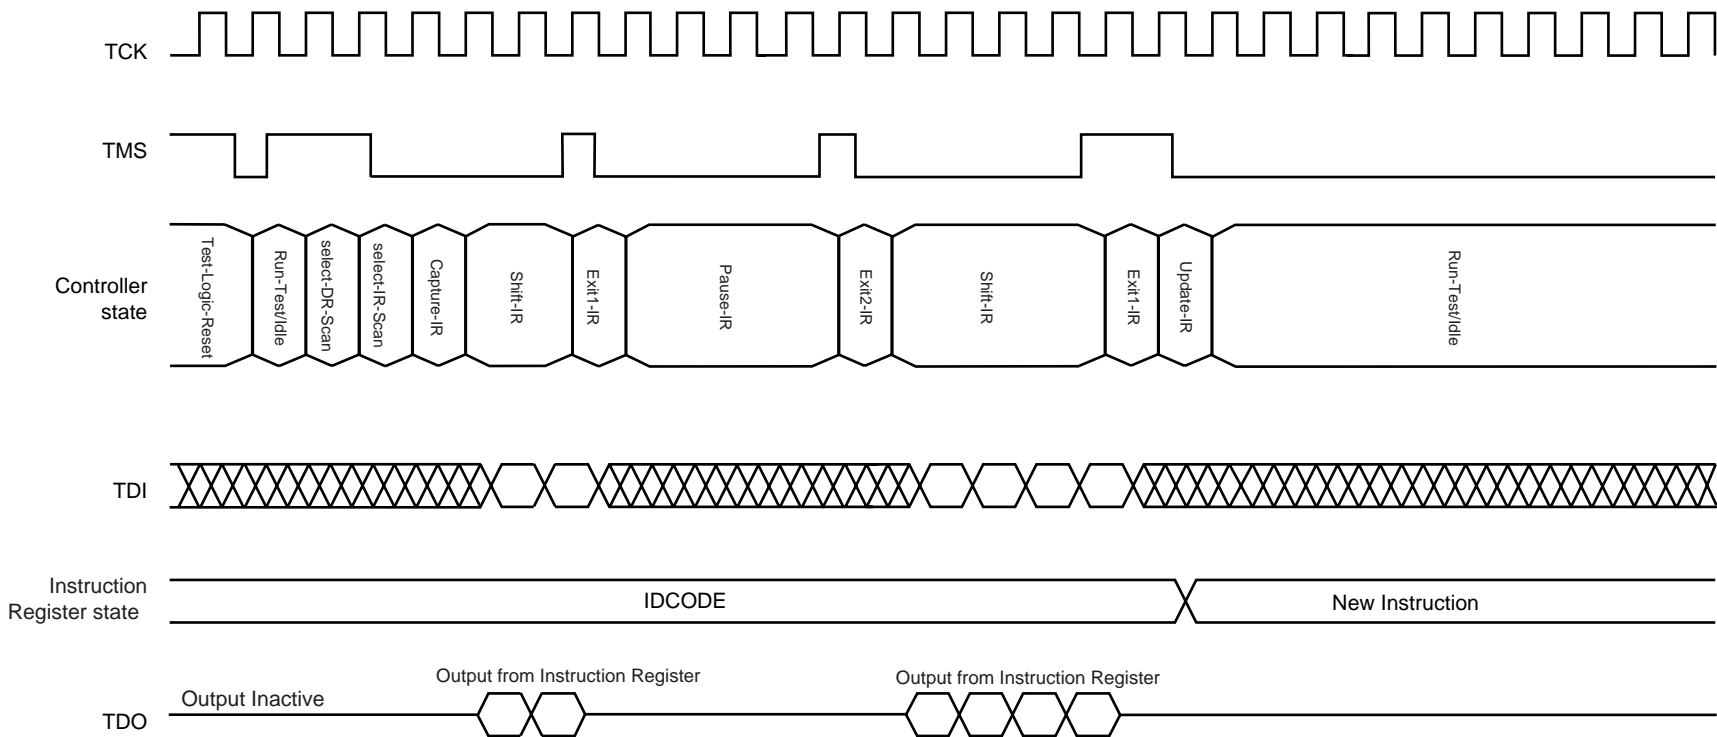 TCK
TMS
Controller
state
Test-Logic-Reset
Run-Test/Idle
select-DR-Scan
select-IR-Scan
Capture-IR
Shift-IR
Exit1-IR
Pause-IR
Exit2-IR
Shift-IR
Exit1-IR
Update-IR
Run-Test/Idle
TDI
Instruction
Register state
IDCODE
New Instruction
TDO
Output Inactive
Output from Instruction Register
Output from Instruction Register